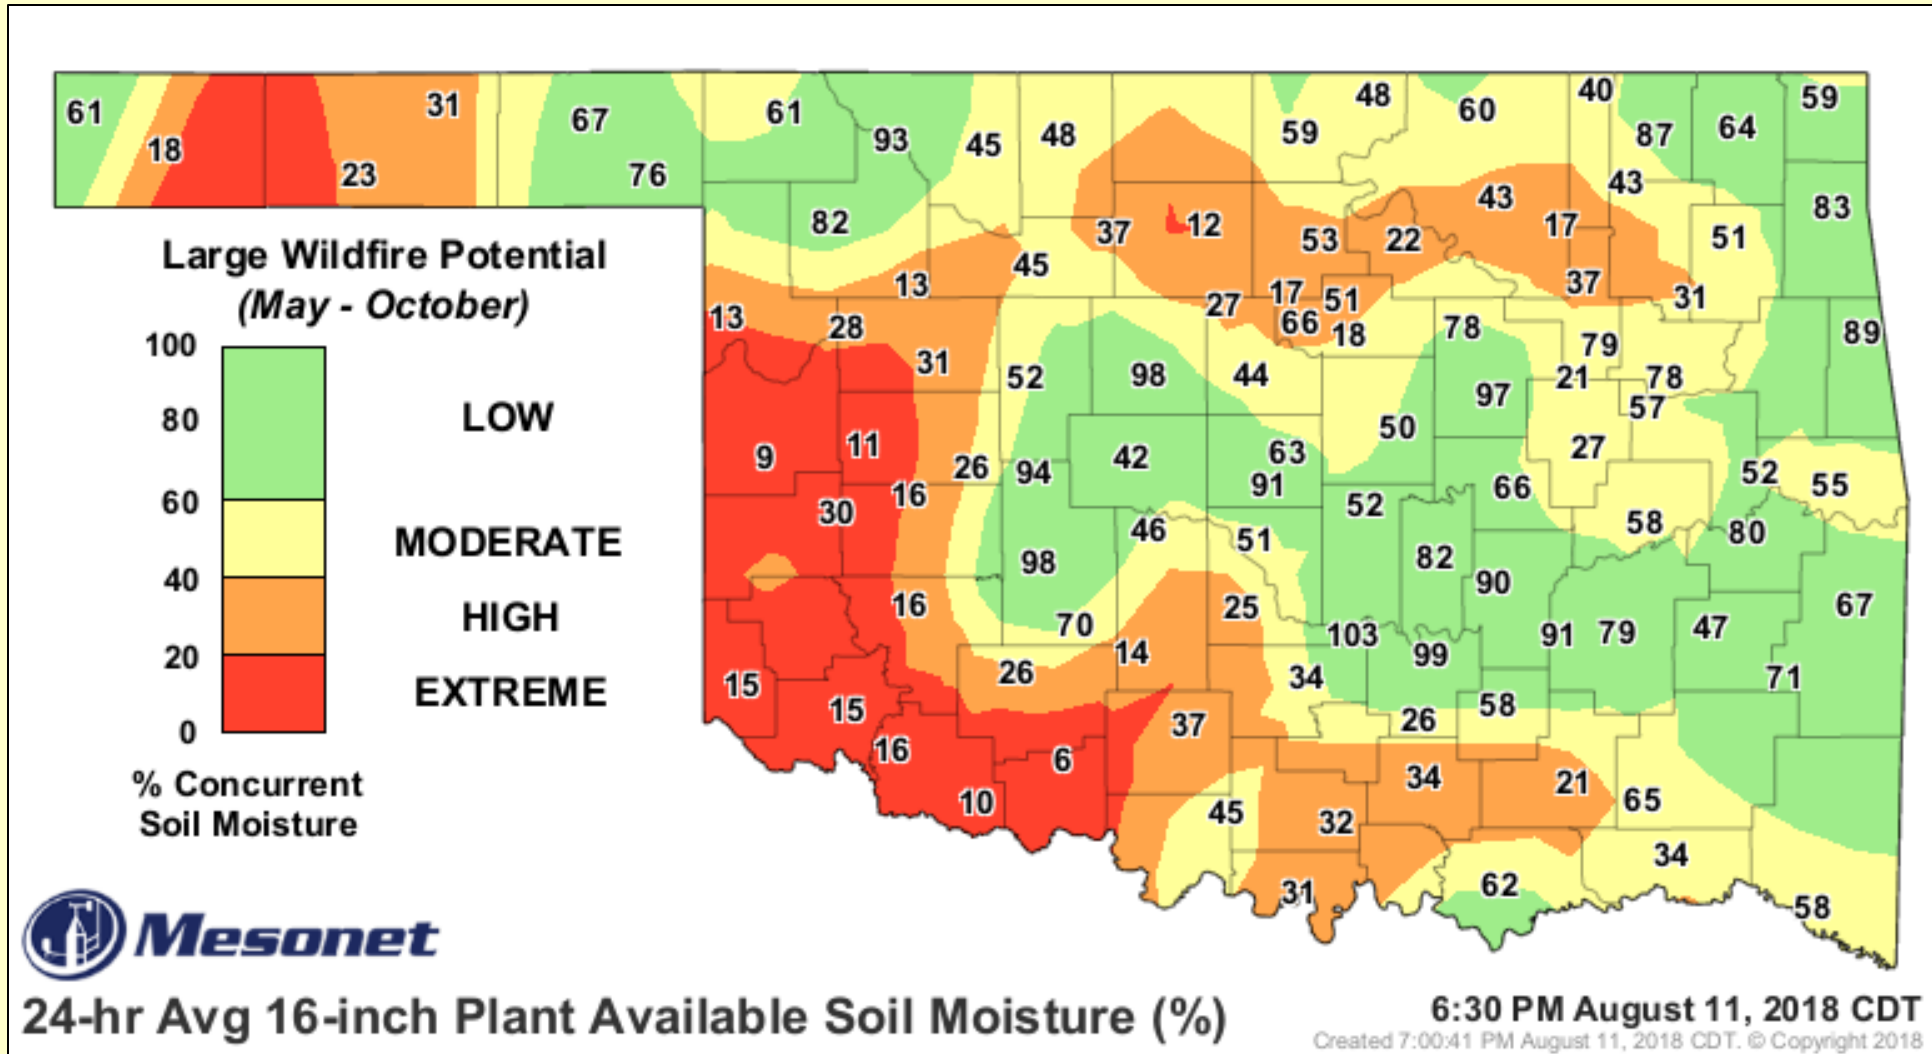 61 18 31 23 67 76 61 93 45 48 48 59 60 40 87 64 59
82 37 12 53 22 43 17 43 51 83
Large Wildfire Potential
(May - October)
13 13 28 45 27 17 51 66 18 37 31
100
80
60
40
20
0
LOW
MODERATE
HIGH
EXTREME
% Concurrent
Soil Moisture
31 52 98 44 78 79 21 78 57 89
9 11 26 94 42 63 91 50 97 27 52 55
30 16 98 46 51 52 82 66 90 58 80
16 70 14 25 103 99 91 79 47 67
15 15 26 34 26 58 71
16 10 6 37 45 32 34 21 65
31 62 34 58
Mesonet
24-hr Avg 16-inch Plant Available Soil Moisture (%)
6:30 PM August 11, 2018 CDT
Created 7:00:41 PM August 11, 2018 CDT. © Copyright 2018